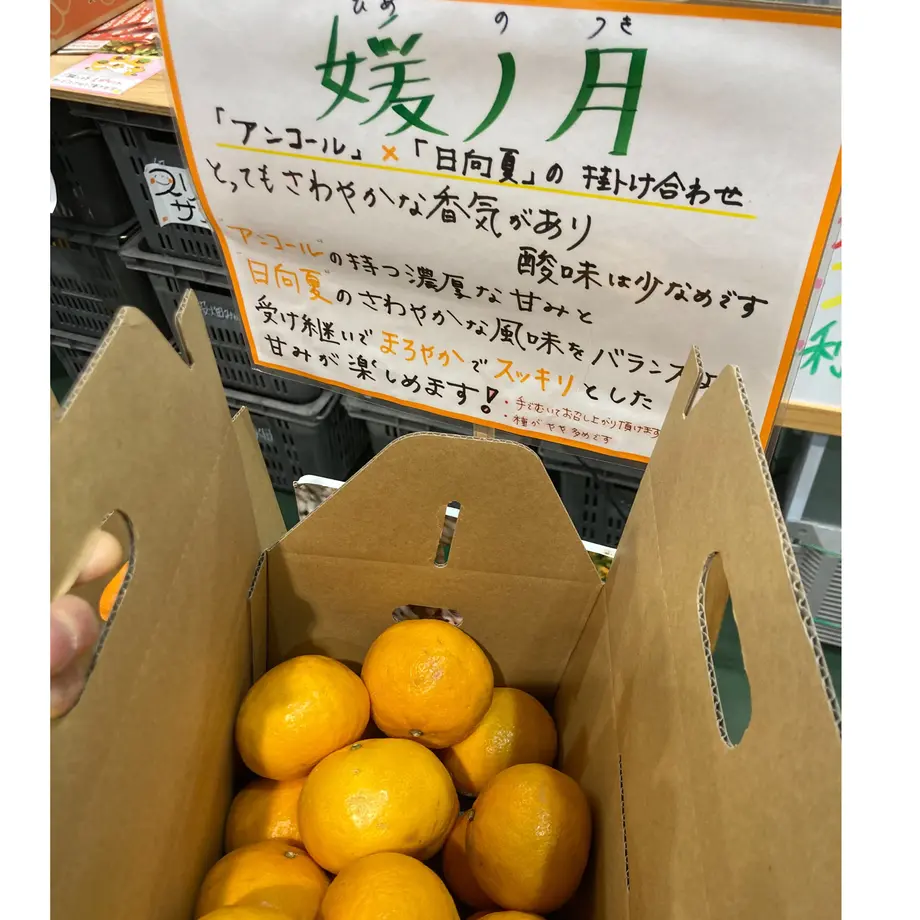 ひめ の つき
媛ノ月
「アンコール」×「日向夏」の 掛け合わせ
とってもさわやかな香気があり
酸味は少なめです
アンコールの持つ濃厚な甘みと
日向夏のさわやかな風味をバランス
受け継いでまろやかでスッキリとした
甘みが楽しめます!
・手でむいてお召し上がり頂けます
・種がやや多めです